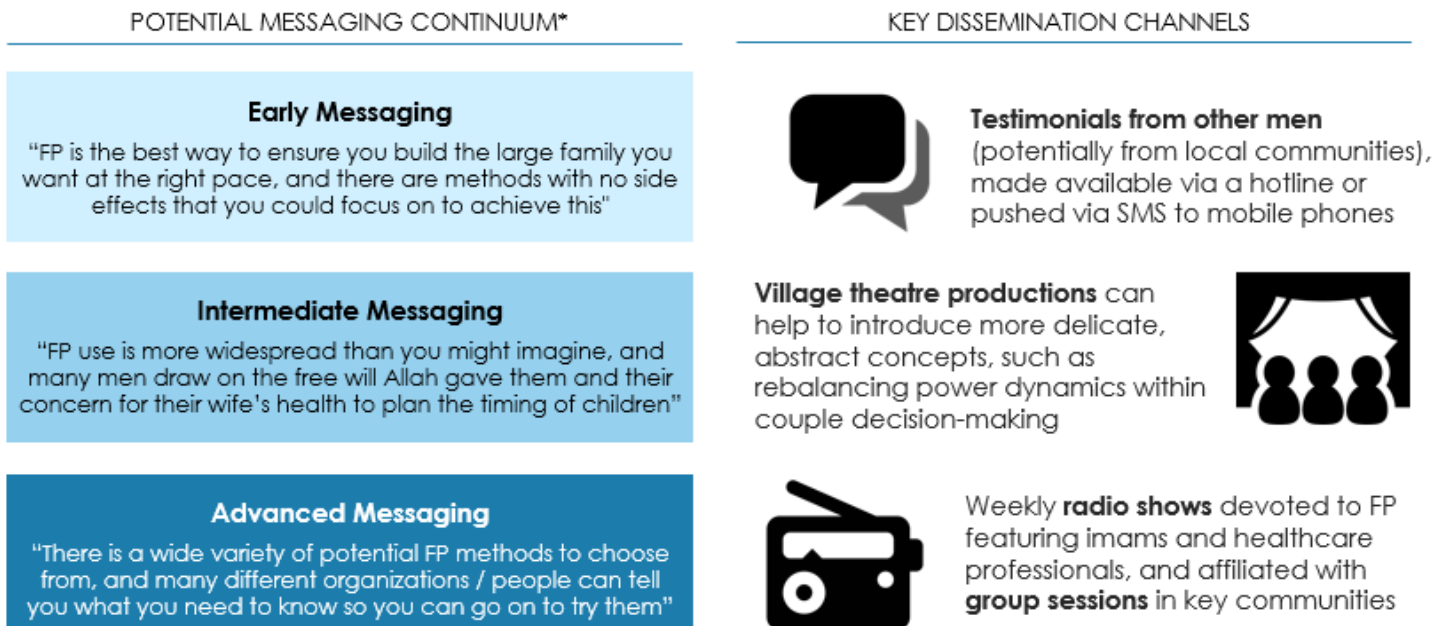 POTENTIAL MESSAGING CONTINUUM*
Early Messaging
“FP is the best way to ensure you build the large family you
want at the right pace, and there are methods with no side
effects that you could focus on to achieve this"
Intermediate Messaging
“FP use is more widespread than you might imagine, and
many men draw on the free will Allah gave them and their
concern for their wife’s health to plan the timing of children”
Advanced Messaging
“There is a wide variety of potential FP methods to choose
from, and many different organizations / people can tell
you what you need to know so you can go on to try them”
KEY DISSEMINATION CHANNELS
Testimonials from other men
(potentially from local communities),
made available via a hotline or
pushed via SMS to mobile phones
Village theatre productions can
help to introduce more delicate,
abstract concepts, such as
rebalancing power dynamics within
couple decision-making
Weekly radio shows devoted to FP
featuring imams and healthcare
professionals, and affiliated with
group sessions in key communities